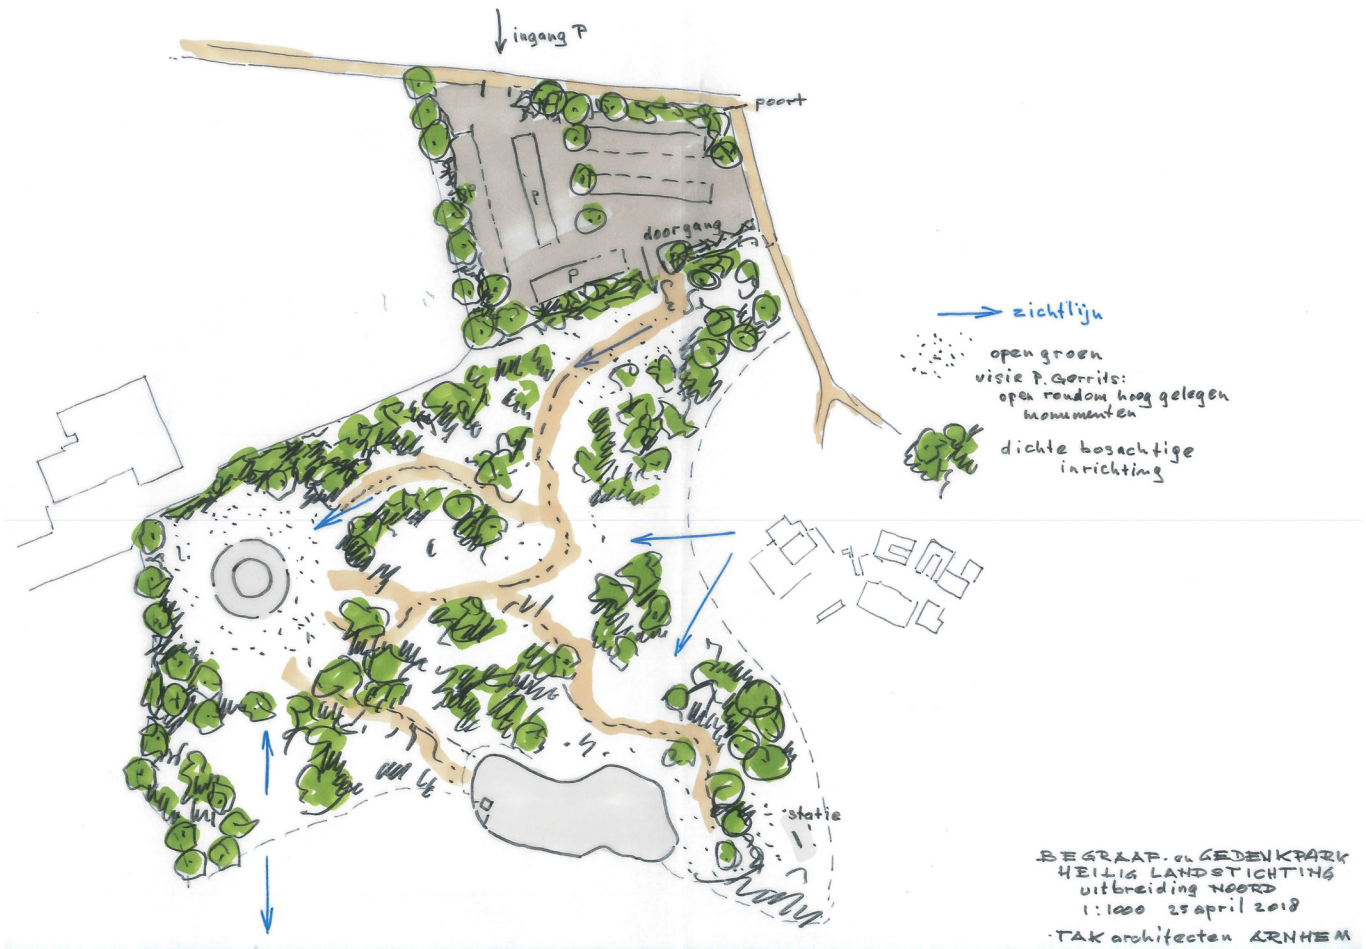 ingang P
poort
P
doorgang
P
zichtlijn
open groen
visie P. Gerrits:
open rondom hoog gelegen
monumenten
dichte bosachtige
inrichting
statie
BEGRAAF- en GEDENKPARK
HEILIG LANDSTICHTING
uitbreiding NOORD
1:1000 25 april 2018
TAK architecten ARNHEM